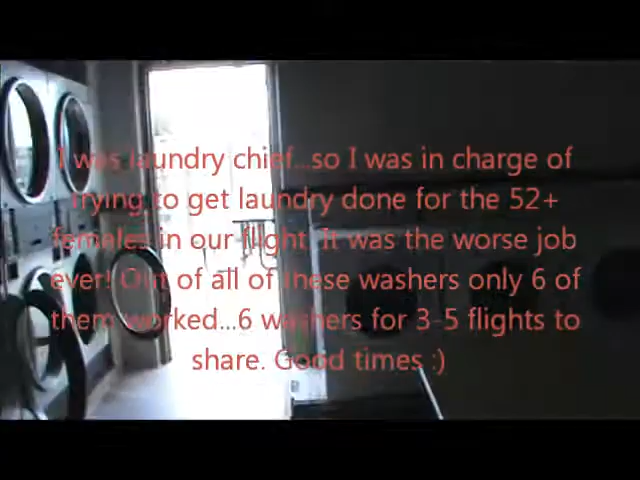 I was laundry chief...so I was in charge of
trying to get laundry done for the 52+
females in our flight. It was the worse job
ever! Out of all of these washers only 6 of
them worked...6 washers for 3-5 flights to
share. Good times :)